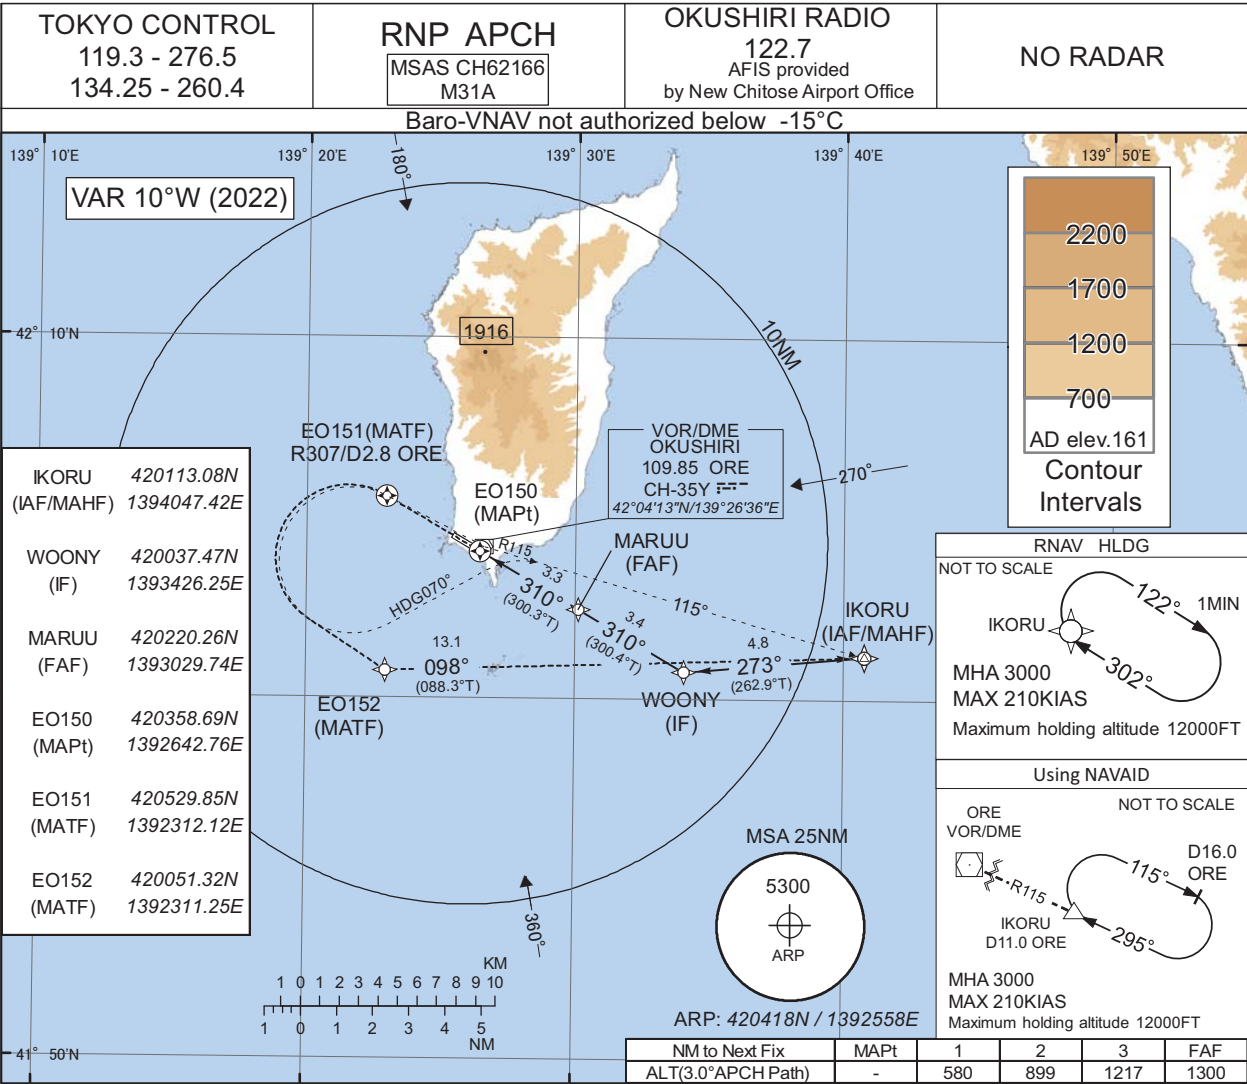 TOKYO CONTROL
119.3 - 276.5
134.25 - 260.4
RNP APCH
MSAS CH62166
M31A
OKUSHIRI RADIO
122.7
AFIS provided
by New Chitose Airport Office
NO RADAR
Baro-VNAV not authorized below -15°C
139° 10'E
139° 20'E
139° 30'E
139° 40'E
139° 50'E
VAR 10°W (2022)
180°
10NM
1916
42° 10'N
2200
1700
1200
700
AD elev.161
Contour
Intervals
270°
EO151(MATF)
R307/D2.8 ORE
VOR/DME
OKUSHIRI
109.85 ORE
CH-35Y
42°04'13"N/139°26'36"E
EO150
(MAPt)
MARUU
(FAF)
IKORU
(IAF/MAHF)
R115
3.3
310°
(300.3°T)
3.4
310°
(300.4°T)
115°
HDG070°
13.1
098°
(088.3°T)
4.8
273°
(262.9°T)
EO152
(MATF)
WOONY
(IF)
IKORU 420113.08N
(IAF/MAHF) 1394047.42E
WOONY 420037.47N
(IF) 1393426.25E
MARUU 420220.26N
(FAF) 1393029.74E
EO150 420358.69N
(MAPt) 1392642.76E
EO151 420529.85N
(MATF) 1392312.12E
EO152 420051.32N
(MATF) 1392311.25E
RNAV HLDG
NOT TO SCALE
122°
1MIN
IKORU
302°
MHA 3000
MAX 210KIAS
Maximum holding altitude 12000FT
Using NAVAID
NOT TO SCALE
ORE
VOR/DME
D16.0
ORE
115°
R115
IKORU
D11.0 ORE
295°
MHA 3000
MAX 210KIAS
Maximum holding altitude 12000FT
MSA 25NM
5300
ARP
ARP: 420418N / 1392558E
360°
KM
1 0 1 2 3 4 5 6 7 8 9 10
1 0 1 2 3 4 5
NM
41° 50'N
NM to Next Fix MAPt 1 2 3 FAF
ALT(3.0°APCH Path) - 580 899 1217 1300